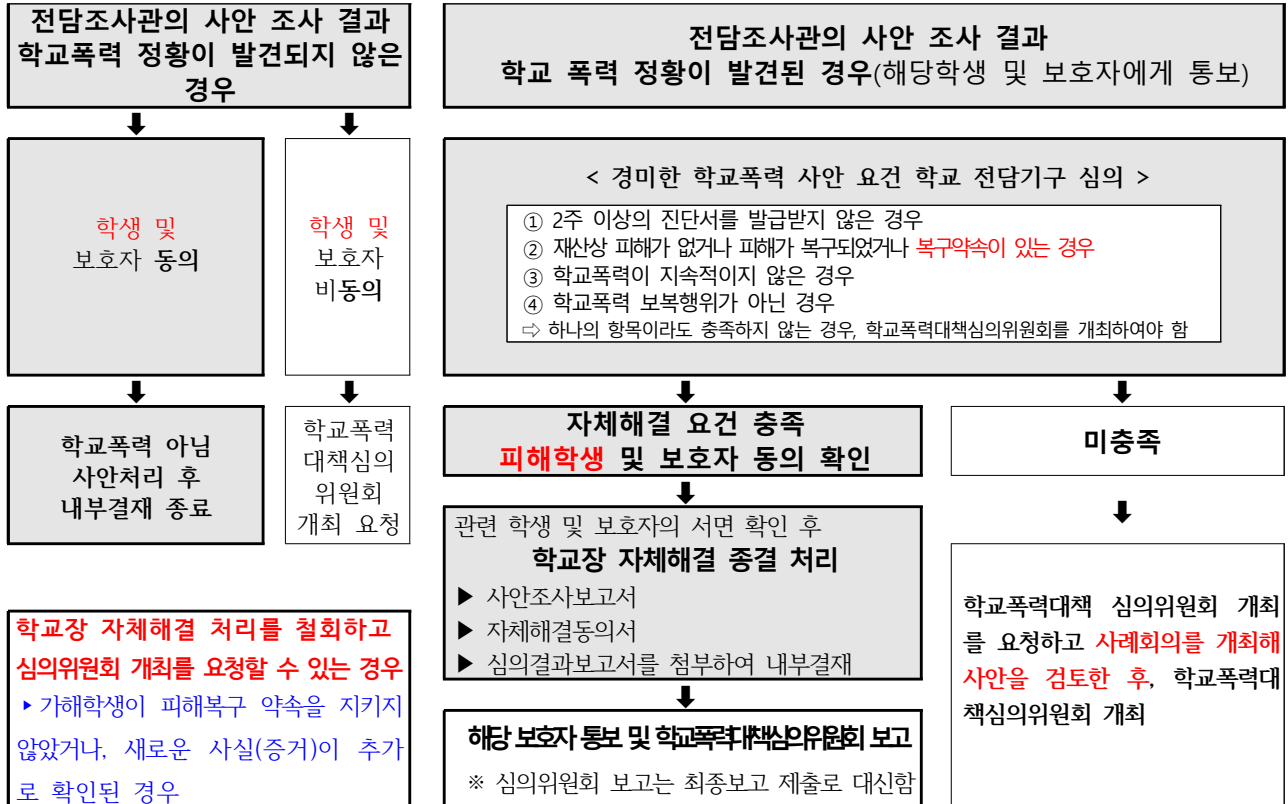 전담조사관의 사안 조사 결과
학교폭력 정황이 발견되지 않은
경우
전담조사관의 사안 조사 결과
학교 폭력 정황이 발견된 경우(해당학생 및 보호자에게 통보)
학생 및
보호자 동의
학생 및
보호자
비동의
< 경미한 학교폭력 사안 요건 학교 전담기구 심의 >
① 2주 이상의 진단서를 발급받지 않은 경우
② 재산상 피해가 없거나 피해가 복구되었거나 복구약속이 있는 경우
③ 학교폭력이 지속적이지 않은 경우
④ 학교폭력 보복행위가 아닌 경우
⇨ 하나의 항목이라도 충족하지 않는 경우, 학교폭력대책심의위원회를 개최하여야 함
학교폭력 아님
사안처리 후
내부결재 종료
학교폭력
대책심의
위원회
개최 요청
자체해결 요건 충족
피해학생 및 보호자 동의 확인
미충족
관련 학생 및 보호자의 서면 확인 후
학교장 자체해결 종결 처리
▶ 사안조사보고서
▶ 자체해결동의서
▶ 심의결과보고서를 첨부하여 내부결재
학교폭력대책 심의위원회 개최
를 요청하고 사례회의를 개최해
사안을 검토한 후, 학교폭력대
책심의위원회 개최
학교장 자체해결 처리를 철회하고
심의위원회 개최를 요청할 수 있는 경우
▸가해학생이 피해복구 약속을 지키지
않았거나, 새로운 사실(증거)이 추가
로 확인된 경우
해당 보호자 통보 및 학교폭력대책심의위원회 보고
※ 심의위원회 보고는 최종보고 제출로 대신함